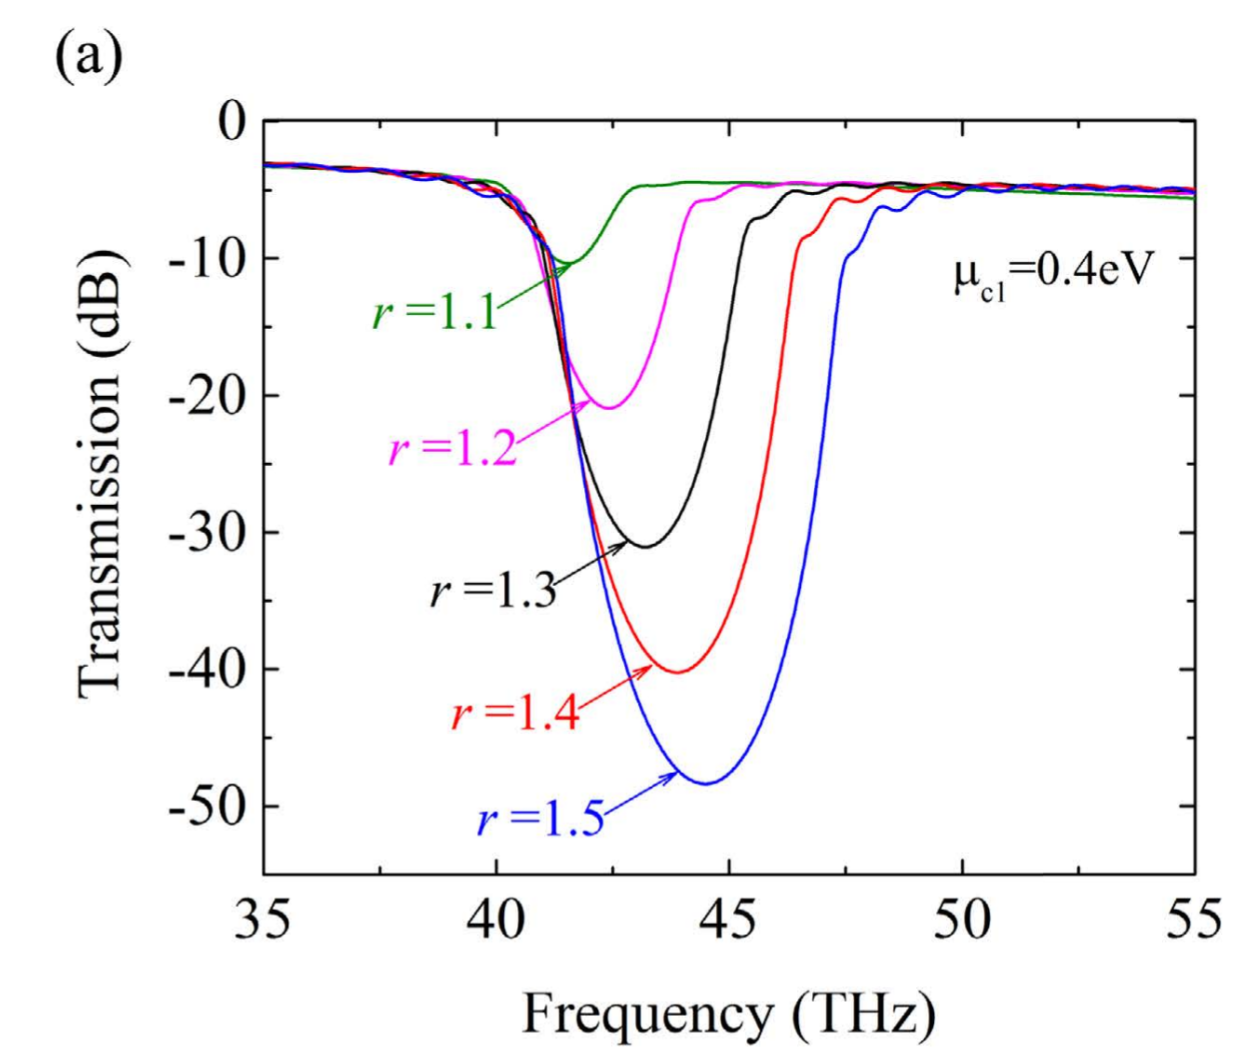 (a)
0
-10
-20
-30
-40
-50
Transmission (dB)
r =1.1
r =1.2
r =1.3
r =1.4
r =1.5
μc1=0.4eV
35 40 45 50 55
Frequency (THz)